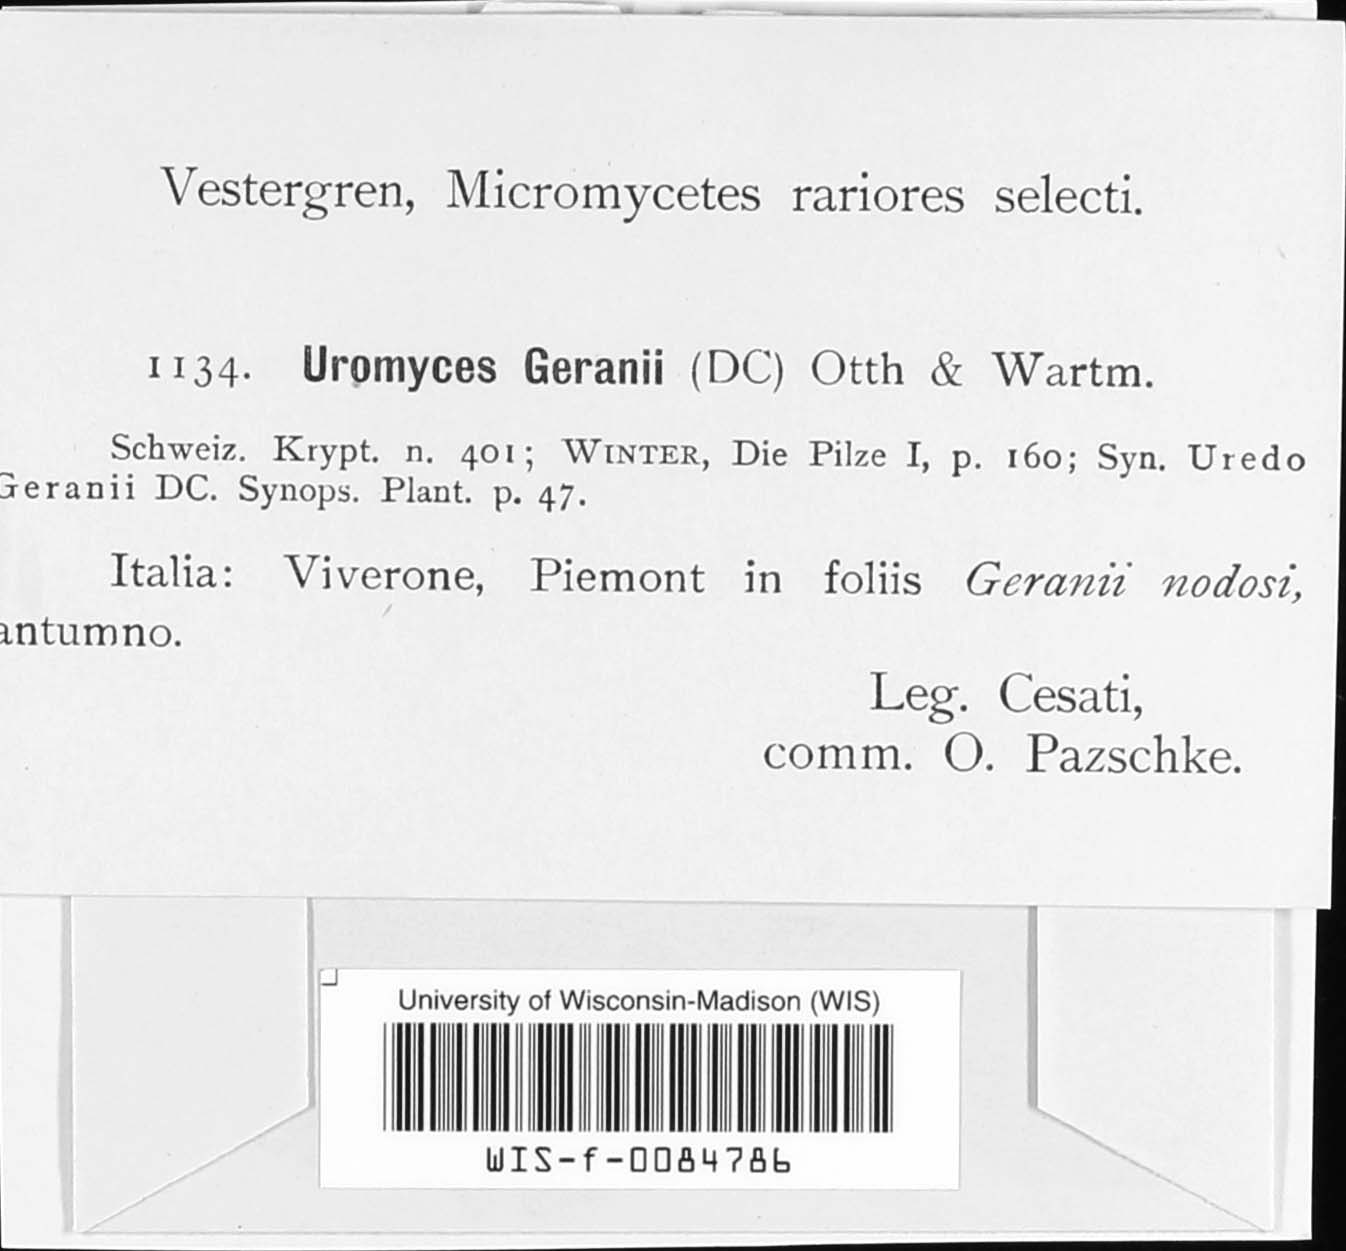 Vestergren, Micromycetes rariores selecti.
1134. Uromyces Geranii (DC) Otth & Wartm.
Schweiz. Krypt. n. 401; WINTER, Die Pilze I, p. 160; Syn. Uredo
Geranii DC. Synops. Plant. p. 47.
Italia: Viverone, Piemont in foliis Geranii nodosi,
antumno.
Leg. Cesati,
comm. O. Pazschke.
University of Wisconsin-Madison (WIS)
WIS-f-0084786